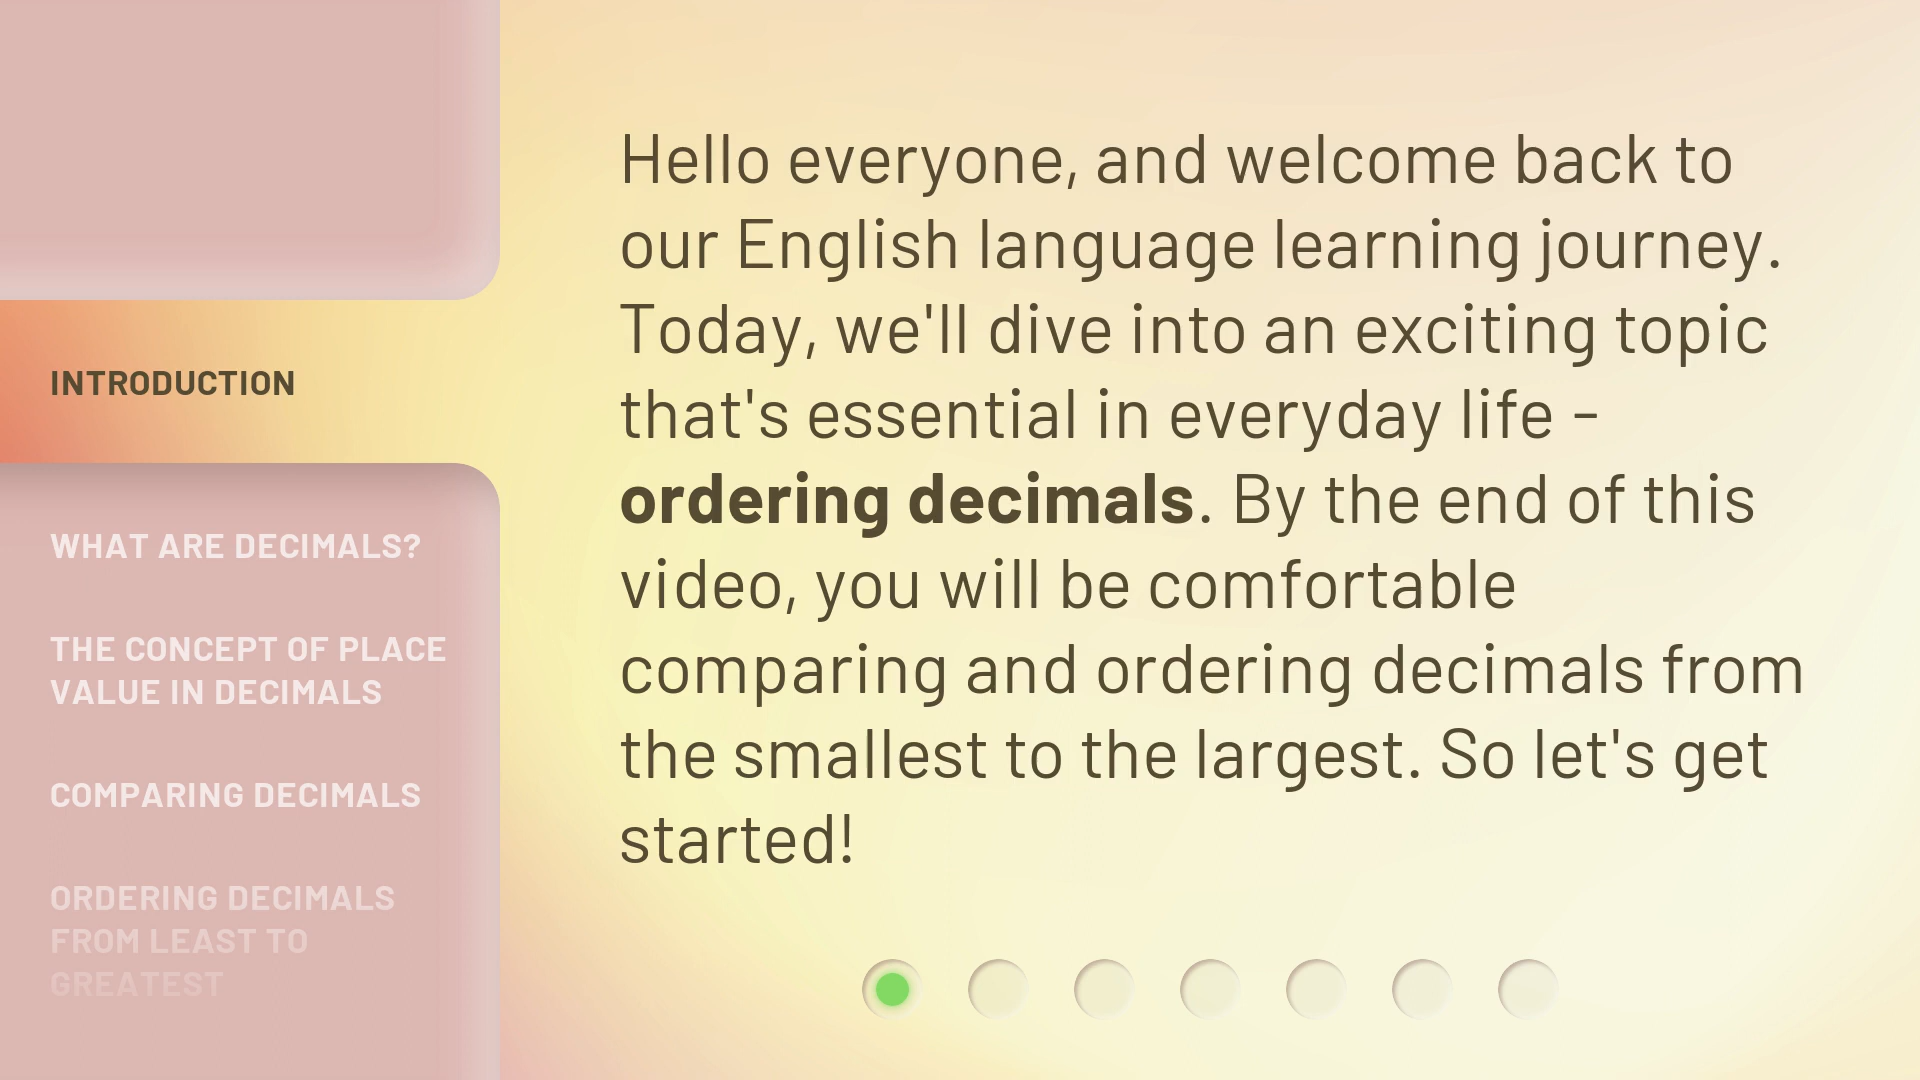 INTRODUCTION
WHAT ARE DECIMALS?
THE CONCEPT OF PLACE
VALUE IN DECIMALS
COMPARING DECIMALS
ORDERING DECIMALS
FROM LEAST TO
GREATEST
Hello everyone, and welcome back to
our English language learning journey.
Today, we'll dive into an exciting topic
that's essential in everyday life -
ordering decimals. By the end of this
video, you will be comfortable
comparing and ordering decimals from
the smallest to the largest. So let's get
started!